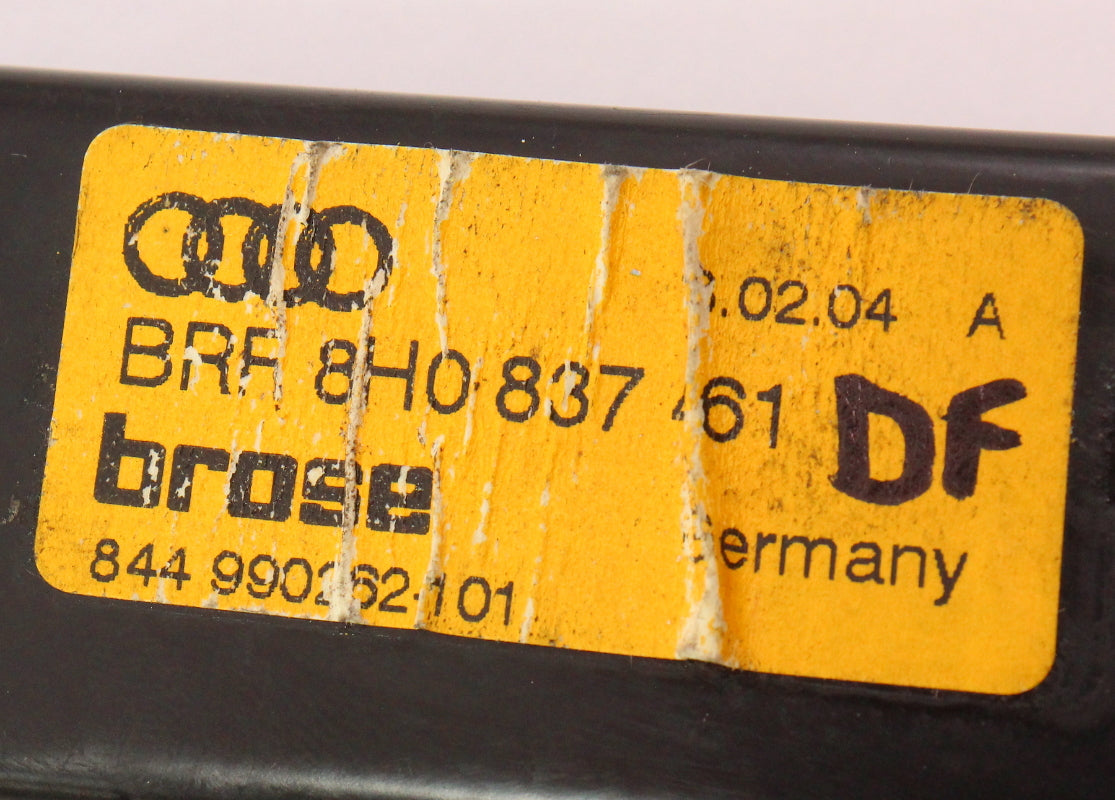 .02.04 A
BRF 8H0 837 461 DF
brose
Germany
844 990262-101